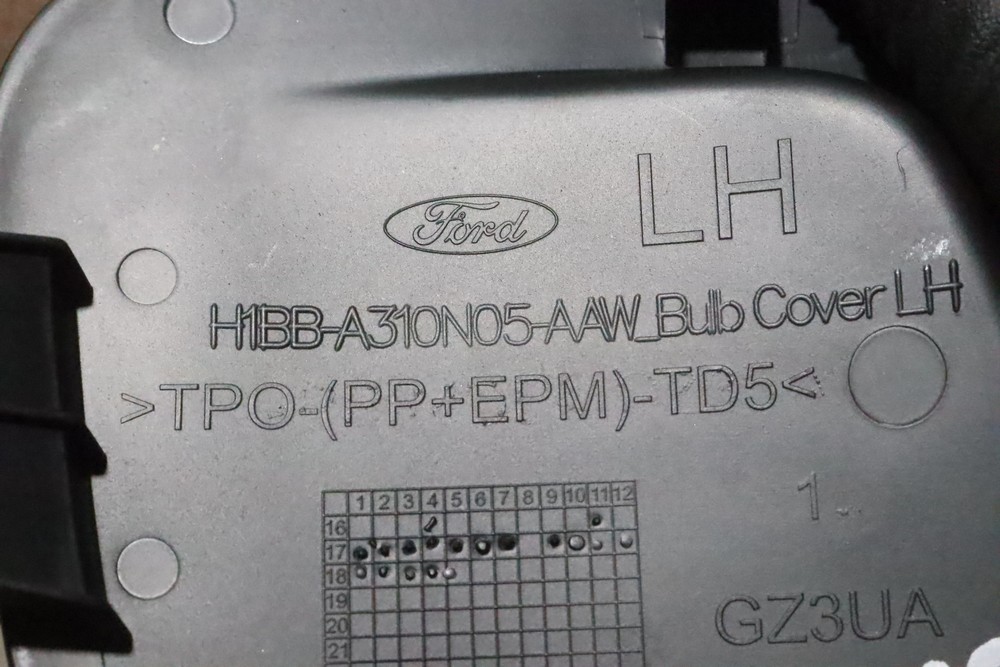 LH
Ford
H1BB-A310N05-AAW_Bulb Cover LH
>TPO-(PP+EPM)-TD5<
1 2 3 4 5 6 7 8 9 10 11 12
16
17
18
19
20
21
1
GZ3UA